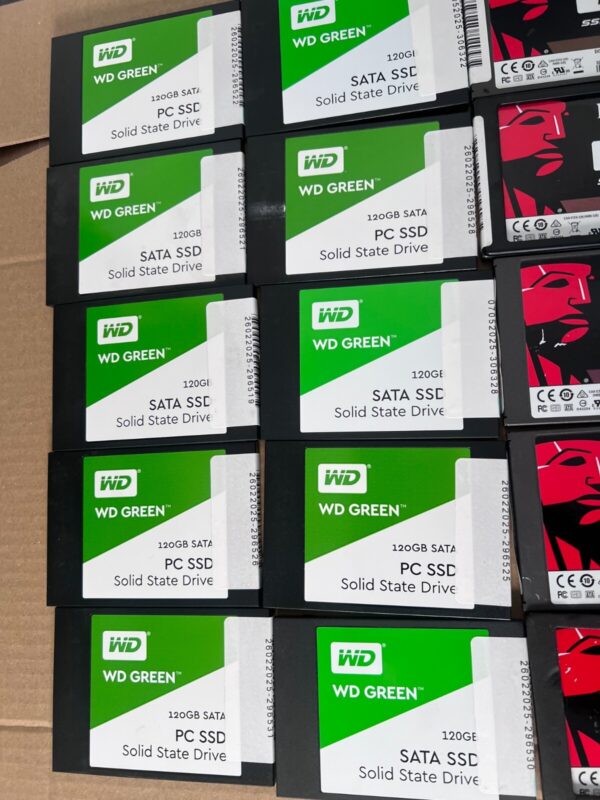 WD
WD GREEN™
120GB SATA
PC SSD
Solid State Drive
26022025-296522
WD
WD GREEN™
120GB
SATA SSD
Solid State Drive
WD
WD GREEN™
120GB
SATA SSD
Solid State Drive
26022025-296521
WD
WD GREEN™
120GB SATA
PC SSD
Solid State Drive
26022025-296528
WD
WD GREEN™
120GB
SATA SSD
Solid State Drive
26022025-296519
WD
WD GREEN™
120GB
SATA SSD
Solid State Drive
07052025-306328
WD
WD GREEN™
120GB SATA
PC SSD
Solid State Drive
26022025-296526
WD
WD GREEN™
120GB SATA
PC SSD
Solid State Drive
26022025-296525
WD
WD GREEN™
120GB SATA
PC SSD
Solid State Drive
26022025-296531
WD
WD GREEN™
120GB
SATA SSD
Solid State Drive
26022025-296530